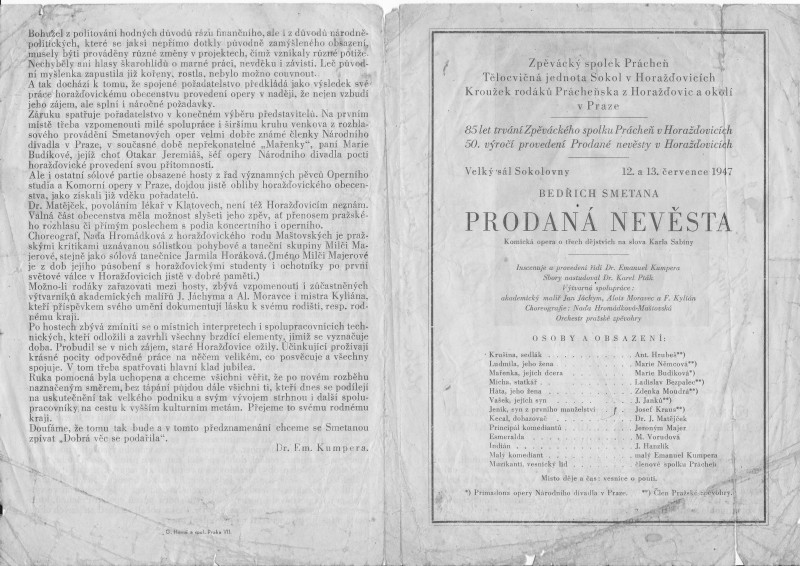 Bohužel z politování hodných důvodů rázu finančního, ale i z důvodů národně-
politických, které se jaksi nepřímo dotkly původně zamýšleného obsazení,
musely býti prováděny různé změny v projektech, čímž vznikaly různé potíže.
Nechyběly ani hlasy škarohlídů o marné práci, nevděku i závisti. Leč původ-
ní myšlenka zapustila již kořeny, rostla, nebylo možno couvnout.
A tak dochází k tomu, že spojené pořadatelstvo předkládá jako výsledek své
práce horažďovickému obecenstvu provedení opery v naději, že nejen vzbudí
jeho zájem, ale splní i náročné požadavky.
Záruku spatřuje pořadatelstvo v konečném výběru představitelů. Na prvním
místě třeba vzpomenouti milé spolupráce i širšímu kruhu venkova z rozhla-
sového provádění Smetanových oper velmi dobře známé členky Národního
divadla v Praze, v současné době nepřekonatelné „Mařenky“, paní Marie
Budíkové, jejíž choť Otakar Jeremiáš, šéf opery Národního divadla poctí
horažďovické provedení svou přítomností.
Ale i ostatní sólové partie obsazené hosty z řad významných pěvců Operního
studia a Komorní opery v Praze, dojdou jistě obliby horažďovického obecen-
stva, jako získali již vděku pořadatelů.
Dr. Matějček, povoláním lékař v Klatovech, není též Horažďovicím neznám.
Valná část obecenstva měla možnost slyšeti jeho zpěv, ať přenosem pražské-
ho rozhlasu či přímým poslechem s podia koncertního i operního.
Choreograf, Naďa Hromádková z horažďovického rodu Maštovských je praž-
skými kritikami uznávanou sólistkou pohybové a taneční skupiny Milči Ma-
jerové, stejně jako sólová tanečnice Jarmila Horáková. (Jméno Milči Majerové
je z dob jejího působení s horažďovickými studenty i ochotníky po první
světové válce v Horažďovicích jistě v dobré paměti.)
Možno-li rodáky zařazovati mezi hosty, zbývá vzpomenouti i zúčastněných
výtvarníků akademických malířů J. Jáchyma a Al. Moravce i mistra Kyliána,
kteří příspěvkem svého umění dokumentují lásku k svému rodišti, resp. rod-
nému kraji.
Po hostech zbývá zmíniti se o místních interpretech i spolupracovnících tech-
nických, kteří odložili a zavrhli všechny brzdící elementy, jimiž se vyznačuje
doba. Probudil se v nich zájem, staré Horažďovice ožily. Účinkující prožívají
krásné pocity odpovědné práce na něčem velikém, co posvěcuje a všechny
spojuje. V tom třeba spatřovati hlavní klad jubilea.
Ruka pomocná byla uchopena a chceme všichni věřit, že po novém rozběhu
naznačeným směrem, bez tápání půjdou dále všichni ti, kteří dnes se podílejí
na uskutečnění tak velkého podniku a svým vývojem strhnou i další spolu-
pracovníky na cestu k vyšším kulturním metám. Přejeme to svému rodnému
kraji.
Doufáme, že tomu tak bude a v tomto předznamenání chceme se Smetanou
zpívat „Dobrá věc se podařila“.
Dr. Em. Kumpera.
Zpěvácký spolek Prácheň
Tělocvičná jednota Sokol v Horažďovicích
Kroužek rodáků Prácheňska z Horažďovic a okolí
v Praze
85 let trvání Zpěváckého spolku Prácheň v Horažďovicích
50. výročí provedení Prodané nevěsty v Horažďovicích
Velký sál Sokolovny 12. a 13. července 1947
BEDŘICH SMETANA
PRODANÁ NEVĚSTA
Komická opera o třech dějstvích na slova Karla Sabiny
Inscenuje a provedení řídí Dr. Emanuel Kumpera
Sbory nastudoval Dr. Karel Pták
Výtvarně spolupracuje:
akademický malíř Jan Jáchym, Alois Moravec a F. Kylián
Choreografie: Naďa Hromádková-Maštovská
Orchestr pražské zpěvohry
OSOBY A OBSAZENÍ:
Krušina, sedlák . . . . . . . . Ant. Hrubeš**)
Ludmila, jeho žena . . . . . . . . Marie Němcová**)
Mařenka, jejich dcera . . . . . . . . Marie Budíková*)
Mícha, statkář . . . . . . . . Ladislav Bezpalec**)
Háta, jeho žena . . . . . . . . Zdenka Moudrá**)
Vašek, jejich syn . . . . . . . . J. Janků**)
Jeník, syn z prvního manželství . . . Josef Kraus**)
Kecal, dohazovač . . . . . . . . Dr. J. Matějček
Principal komediantů . . . . . . . . Jeroným Majer
Esmeralda . . . . . . . . M. Vorudová
Indián . . . . . . . . J. Hanzlík
Malý komediant . . . . . . . . malý Emanuel Kumpera
Muzikanti, vesnický lid . . . . . . členové spolku Prácheň
Místo děje a čas: vesnice o pouti.
*) Primadona opery Národního divadla v Praze. **) Člen Pražské zpěvohry.